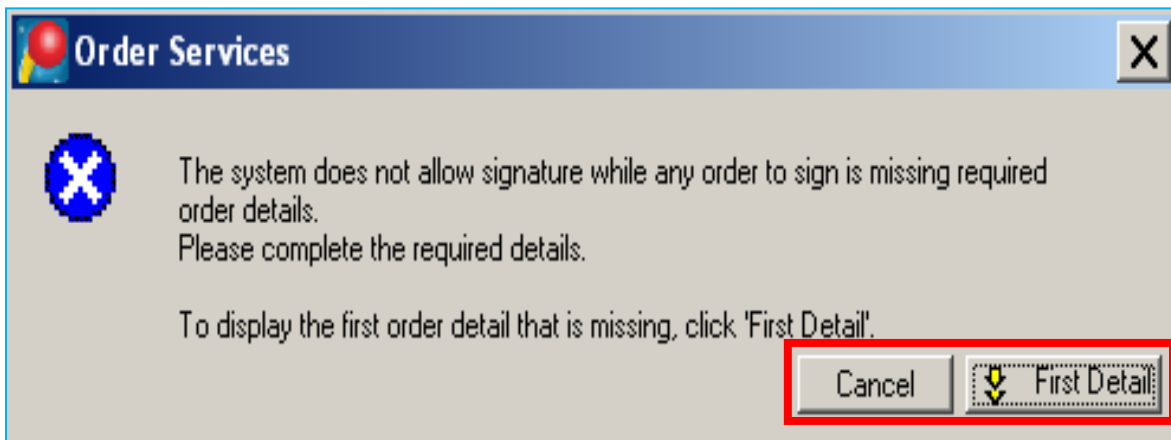 Order Services
The system does not allow signature while any order to sign is missing required
order details.
Please complete the required details.
To display the first order detail that is missing, click 'First Detail'.
Cancel
First Detail